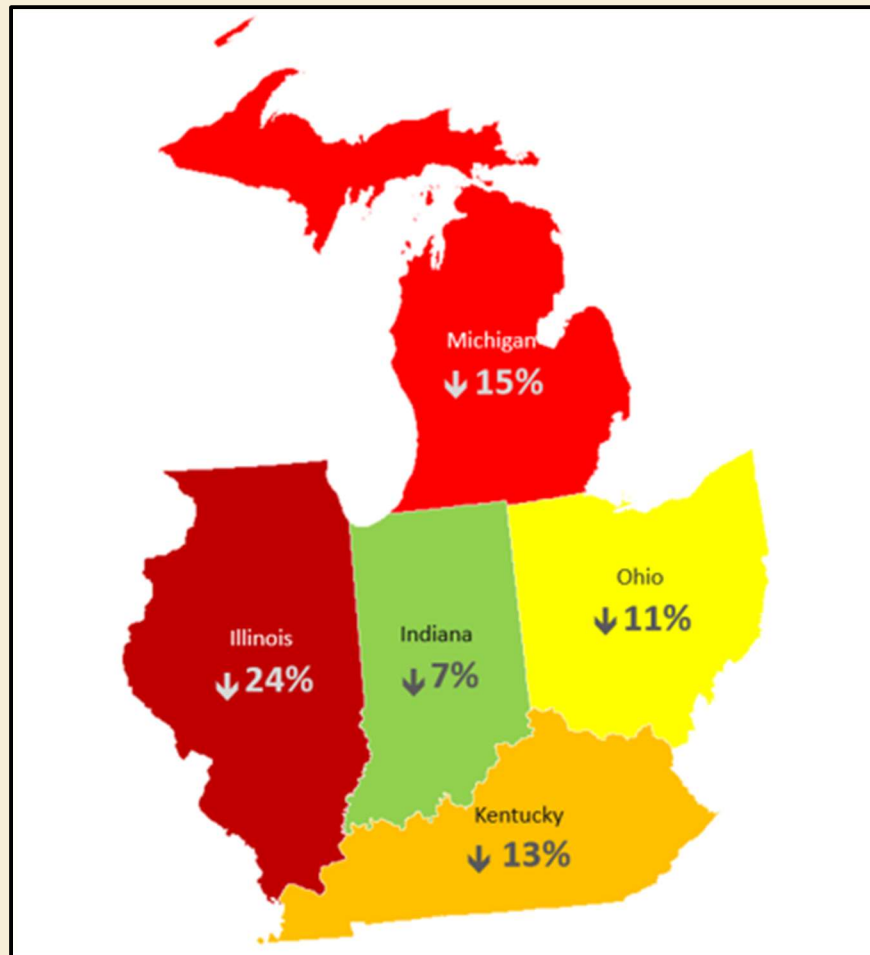 Michigan
↓ 15%
Ohio
↓ 11%
Illinois
↓ 24%
Indiana
↓ 7%
Kentucky
↓ 13%